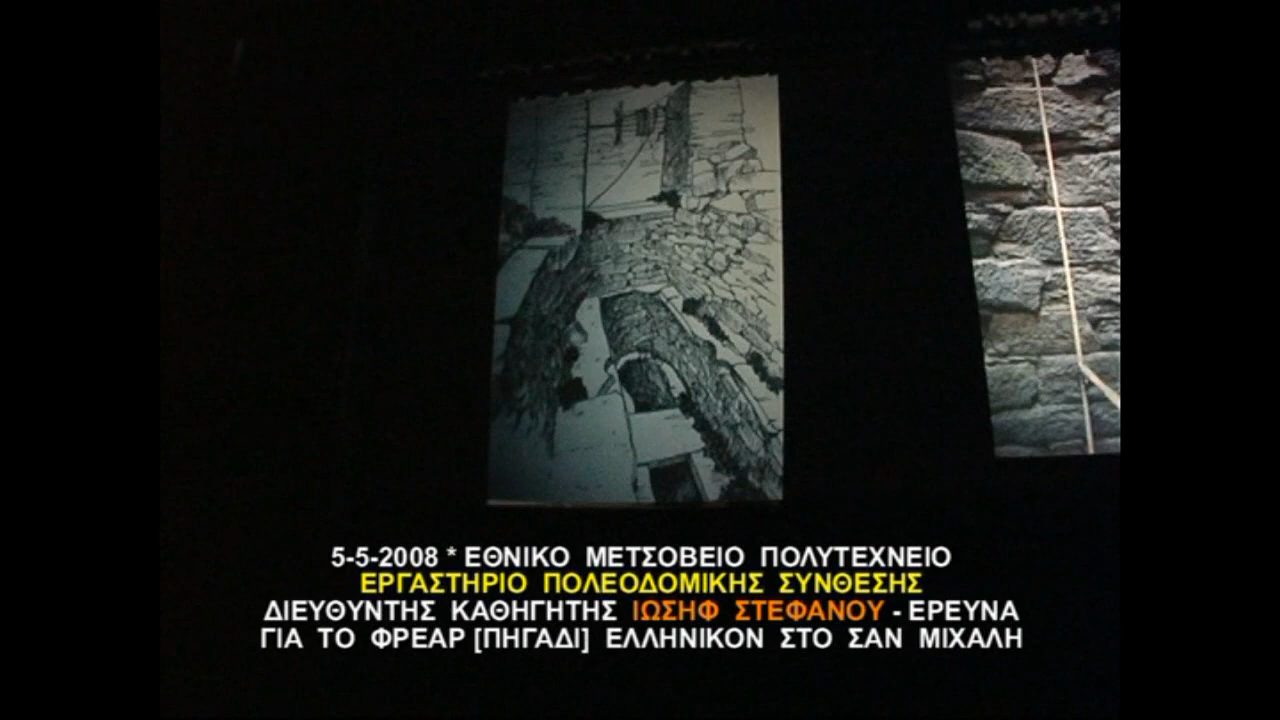 5-5-2008 * ΕΘΝΙΚΟ ΜΕΤΣΟΒΕΙΟ ΠΟΛΥΤΕΧΝΕΙΟ
ΕΡΓΑΣΤΗΡΙΟ ΠΟΛΕΟΔΟΜΙΚΗΣ ΣΥΝΘΕΣΗΣ
ΔΙΕΥΘΥΝΤΗΣ ΚΑΘΗΓΗΤΗΣ ΙΩΣΗΦ ΣΤΕΦΑΝΟΥ - ΕΡΕΥΝΑ
ΓΙΑ ΤΟ ΦΡΕΑΡ [ΠΗΓΑΔΙ] ΕΛΛΗΝΙΚΟΝ ΣΤΟ ΣΑΝ ΜΙΧΑΛΗ